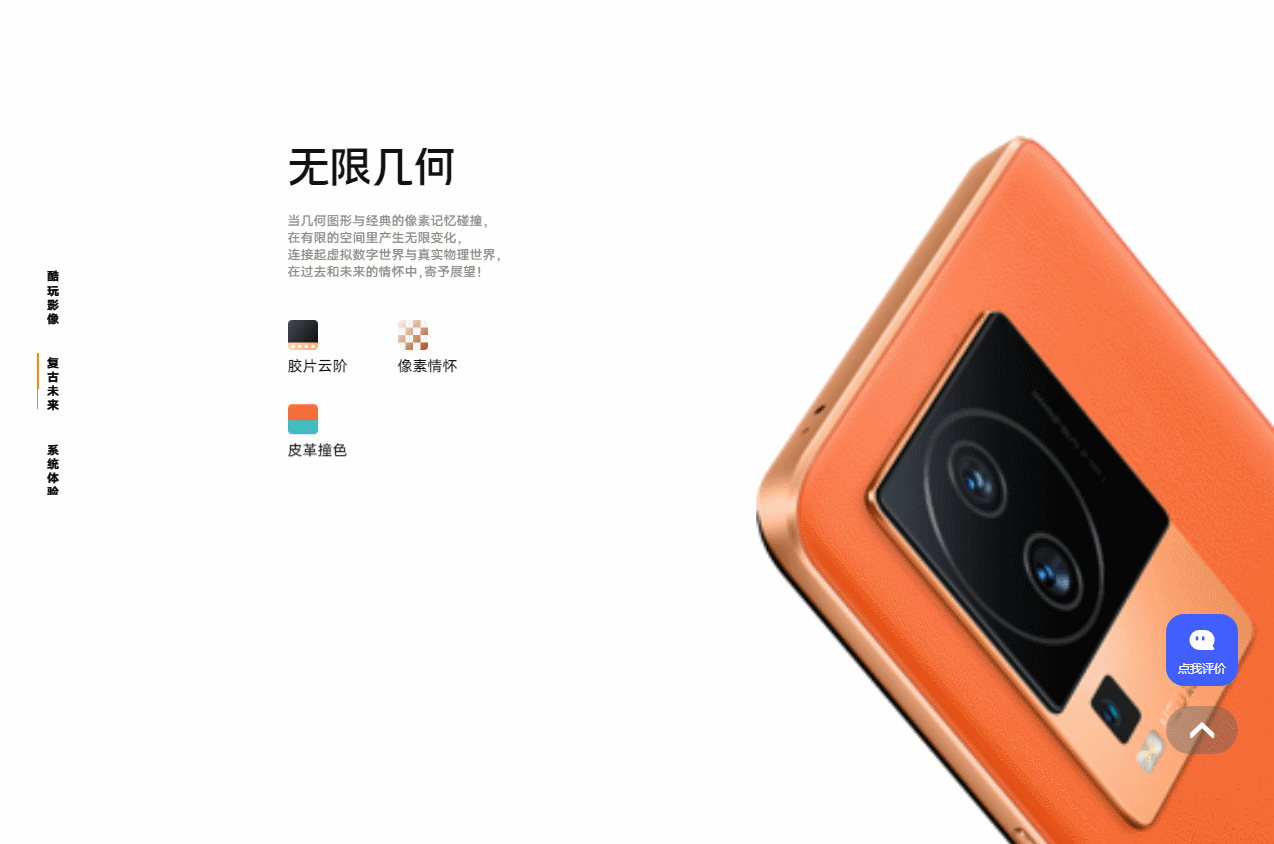 无限几何
当几何图形与经典的像素记忆碰撞，
在有限的空间里产生无限变化，
连接起虚拟数字世界与真实物理世界，
在过去和未来的情怀中，寄予展望！
酷玩影像
复古未来
系统体验
胶片云阶
像素情怀
皮革撞色
点我评价